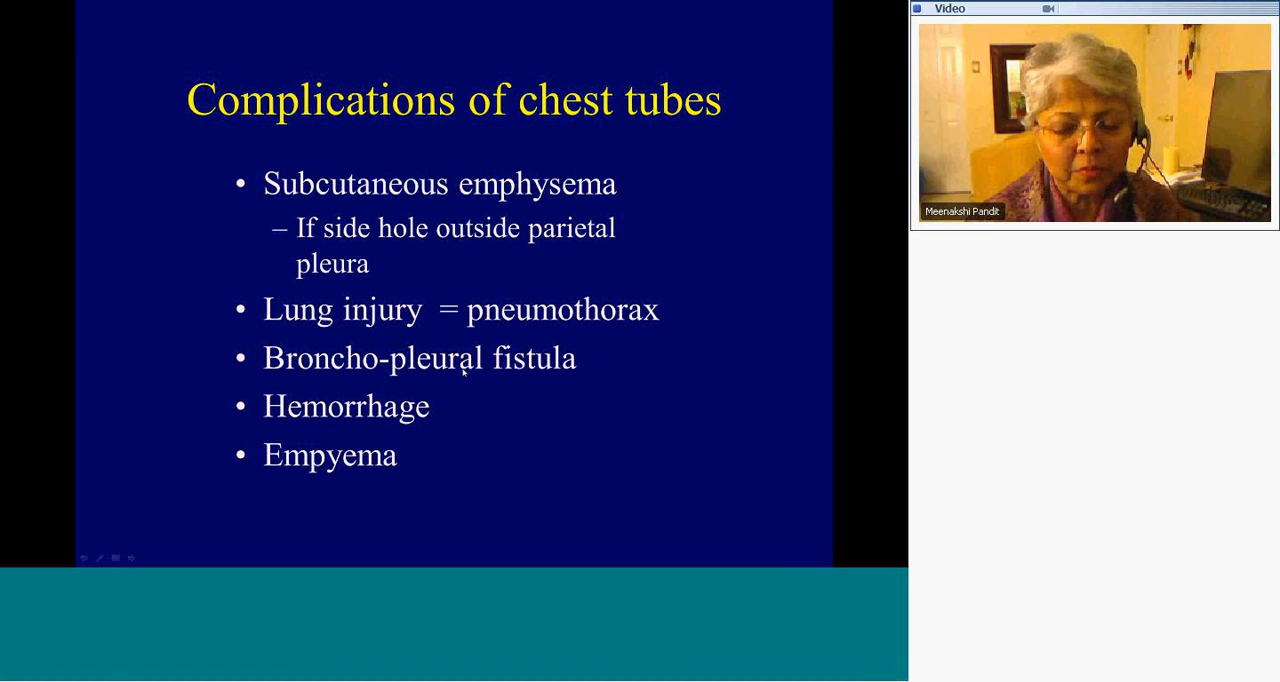 Complications of chest tubes
• Subcutaneous emphysema
– If side hole outside parietal
pleura
• Lung injury = pneumothorax
• Broncho-pleural fistula
• Hemorrhage
• Empyema
Video
Meenakshi Pandit